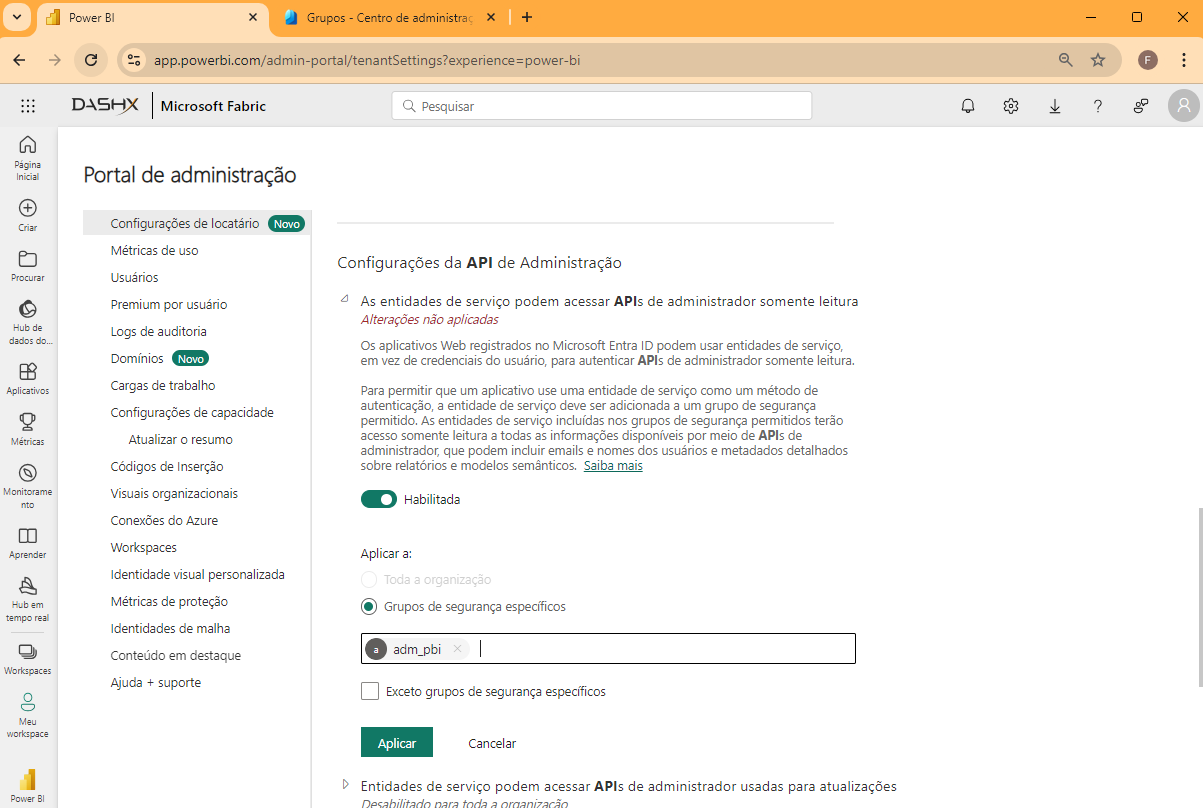 Power BI
Grupos - Centro de administraç
app.powerbi.com/admin-portal/tenantSettings?experience=power-bi
F
DASHX
Microsoft Fabric
Pesquisar
Página
Inicial
Criar
Procurar
Hub de
dados do...
Aplicativos
Métricas
Monitorame
nto
Aprender
Hub em
tempo real
Workspaces
Meu
workspace
Power BI
Portal de administração
Configurações de locatário Novo
Métricas de uso
Usuários
Premium por usuário
Logs de auditoria
Domínios Novo
Cargas de trabalho
Configurações de capacidade
Atualizar o resumo
Códigos de Inserção
Visuais organizacionais
Conexões do Azure
Workspaces
Identidade visual personalizada
Métricas de proteção
Identidades de malha
Conteúdo em destaque
Ajuda + suporte
Configurações da API de Administração
As entidades de serviço podem acessar APIs de administrador somente leitura
Alterações não aplicadas
Os aplicativos Web registrados no Microsoft Entra ID podem usar entidades de serviço,
em vez de credenciais do usuário, para autenticar APIs de administrador somente leitura.
Para permitir que um aplicativo use uma entidade de serviço como um método de
autenticação, a entidade de serviço deve ser adicionada a um grupo de segurança
permitido. As entidades de serviço incluídas nos grupos de segurança permitidos terão
acesso somente leitura a todas as informações disponíveis por meio de APIs de
administrador, que podem incluir emails e nomes dos usuários e metadados detalhados
sobre relatórios e modelos semânticos. Saiba mais
Habilitada
Aplicar a:
Toda a organização
Grupos de segurança específicos
a adm_pbi
Exceto grupos de segurança específicos
Aplicar
Cancelar
Entidades de serviço podem acessar APIs de administrador usadas para atualizações
Desabilitado para toda a organização